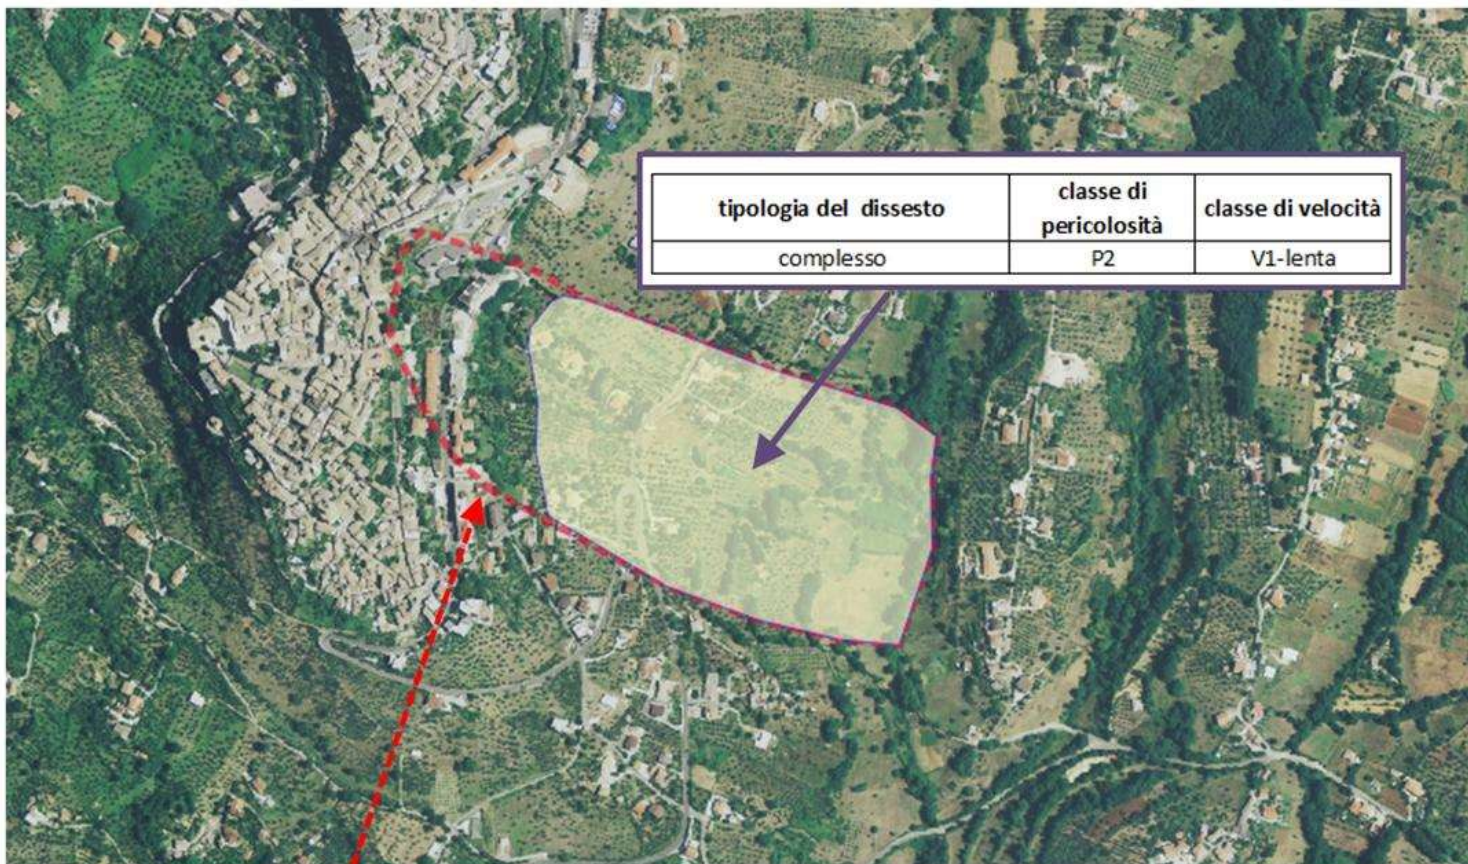 tipologia del dissesto
classe di
pericolosità
classe di velocità
complesso
P2
V1-lenta